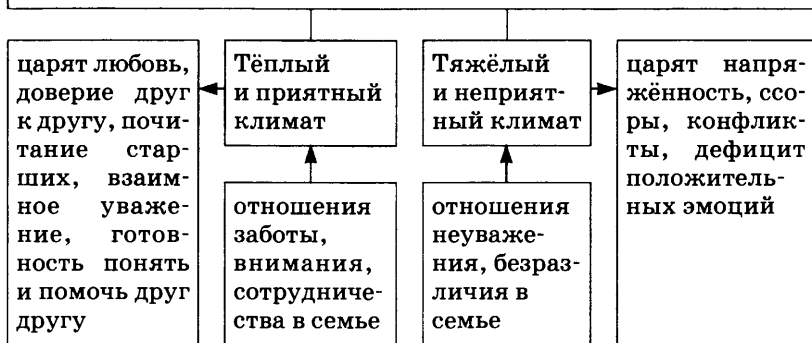 царят любовь,
доверие друг
к другу, почи-
тание стар-
ших, взаим-
ное уваже-
ние, готов-
ность понять
и помочь друг
другу
Тёплый
и приятный
климат
отношения
заботы,
внимания,
сотрудниче-
ства в семье
Тяжёлый
и неприят-
ный климат
отношения
неуваже-
ния, безраз-
личия в
семье
царят напря-
жённость, ссо-
ры, конфлик-
ты, дефицит
положитель-
ных эмоций